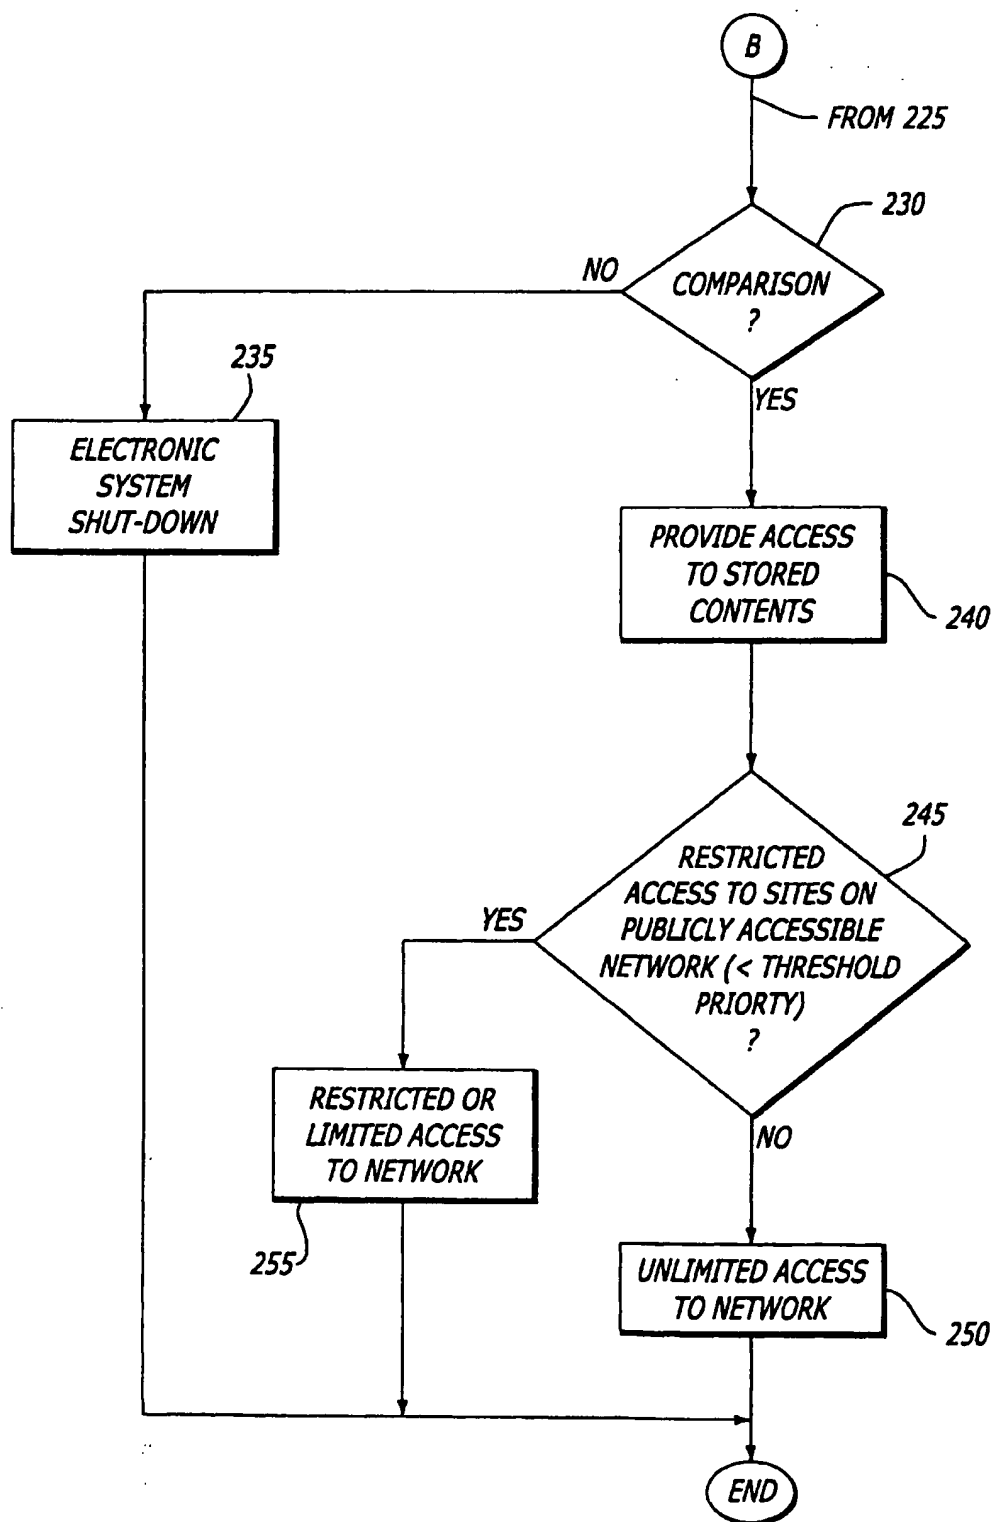 B
FROM 225
230
COMPARISON
?
NO
YES
235
ELECTRONIC
SYSTEM
SHUT-DOWN
PROVIDE ACCESS
TO STORED
CONTENTS
240
245
RESTRICTED
ACCESS TO SITES ON
PUBLICLY ACCESSIBLE
NETWORK (< THRESHOLD
PRIORTY)
?
YES
NO
RESTRICTED OR
LIMITED ACCESS
TO NETWORK
255
UNLIMITED ACCESS
TO NETWORK
250
END